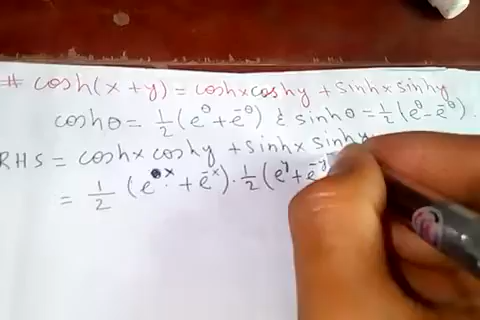 # cosh(x+y) = coshx coshy + sinhx sinhy
coshθ = 1/2 (e^θ + e^-θ) & sinhθ = 1/2 (e^θ - e^-θ).
RHS = coshx coshy + sinhx sinhy
= 1/2 (e^x + e^-x) · 1/2 (e^y + e^-y